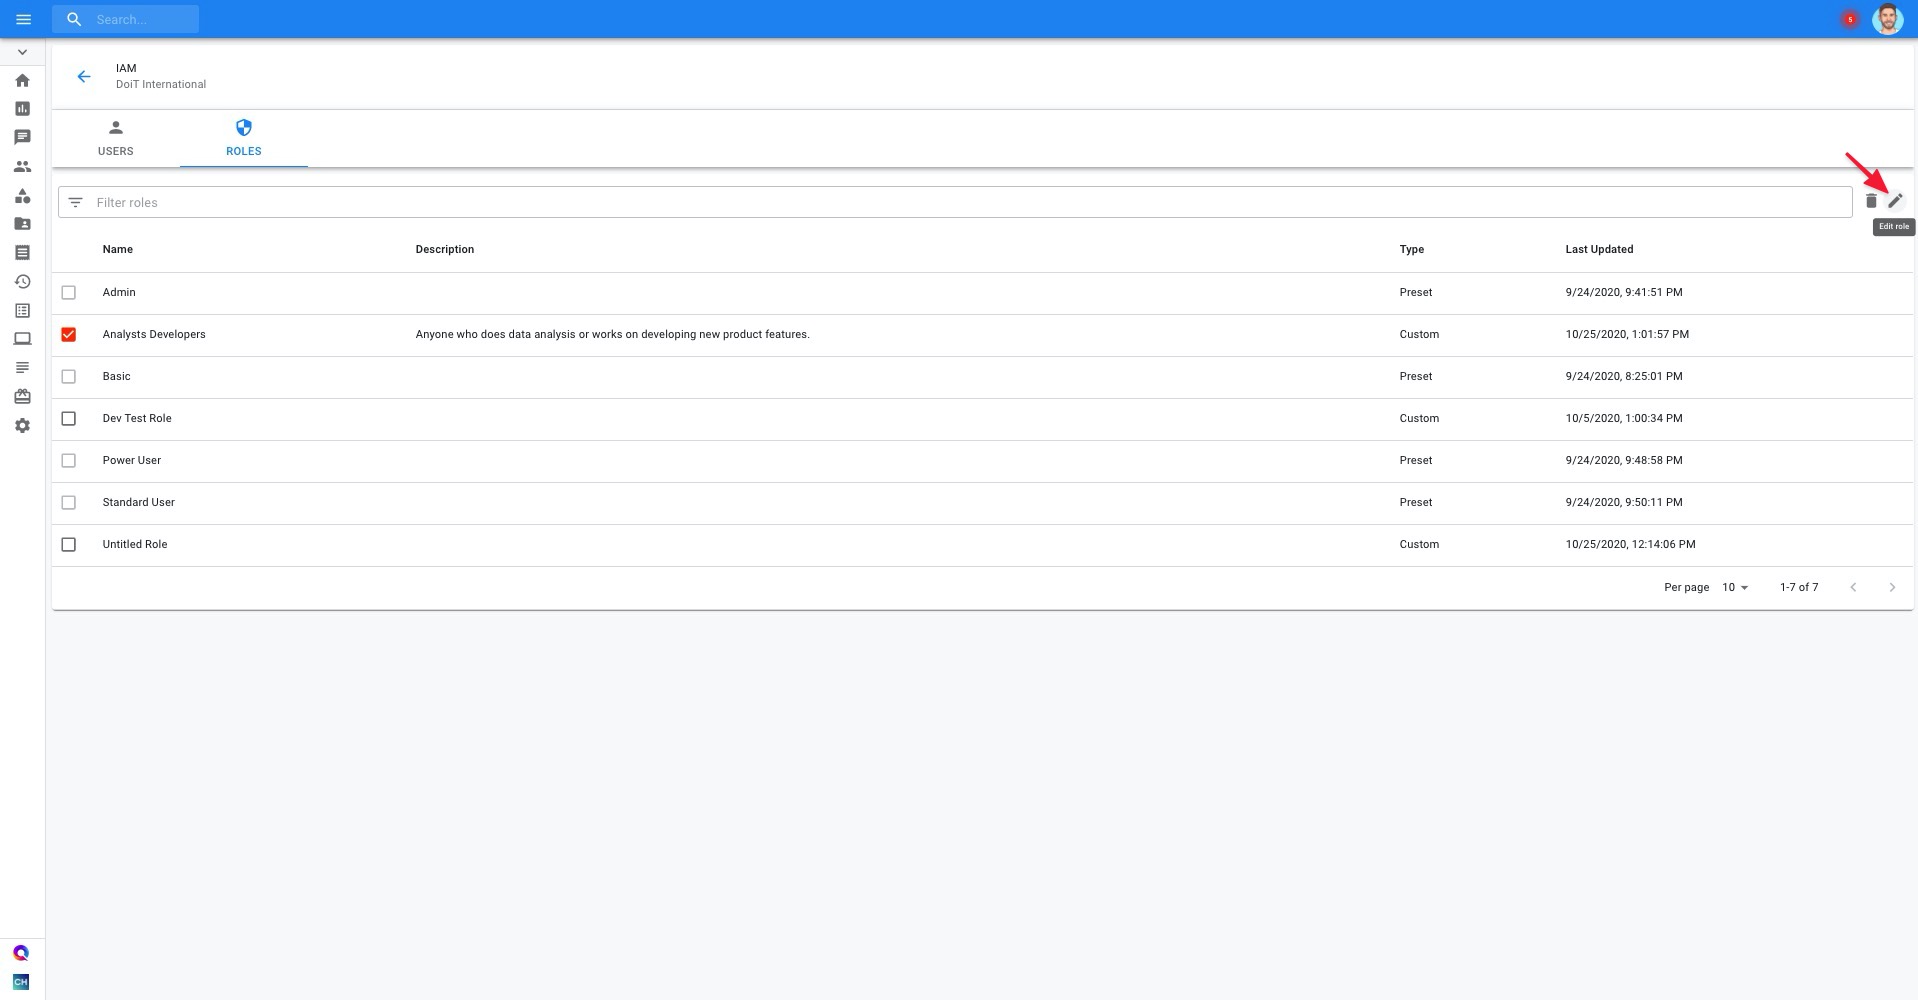 Search...
5
IAM
DoiT International
USERS
ROLES
Filter roles
Edit role
Name Description Type Last Updated
Admin Preset 9/24/2020, 9:41:51 PM
Analysts Developers Anyone who does data analysis or works on developing new product features. Custom 10/25/2020, 1:01:57 PM
Basic Preset 9/24/2020, 8:25:01 PM
Dev Test Role Custom 10/5/2020, 1:00:34 PM
Power User Preset 9/24/2020, 9:48:58 PM
Standard User Preset 9/24/2020, 9:50:11 PM
Untitled Role Custom 10/25/2020, 12:14:06 PM
Per page 10 1-7 of 7
CH